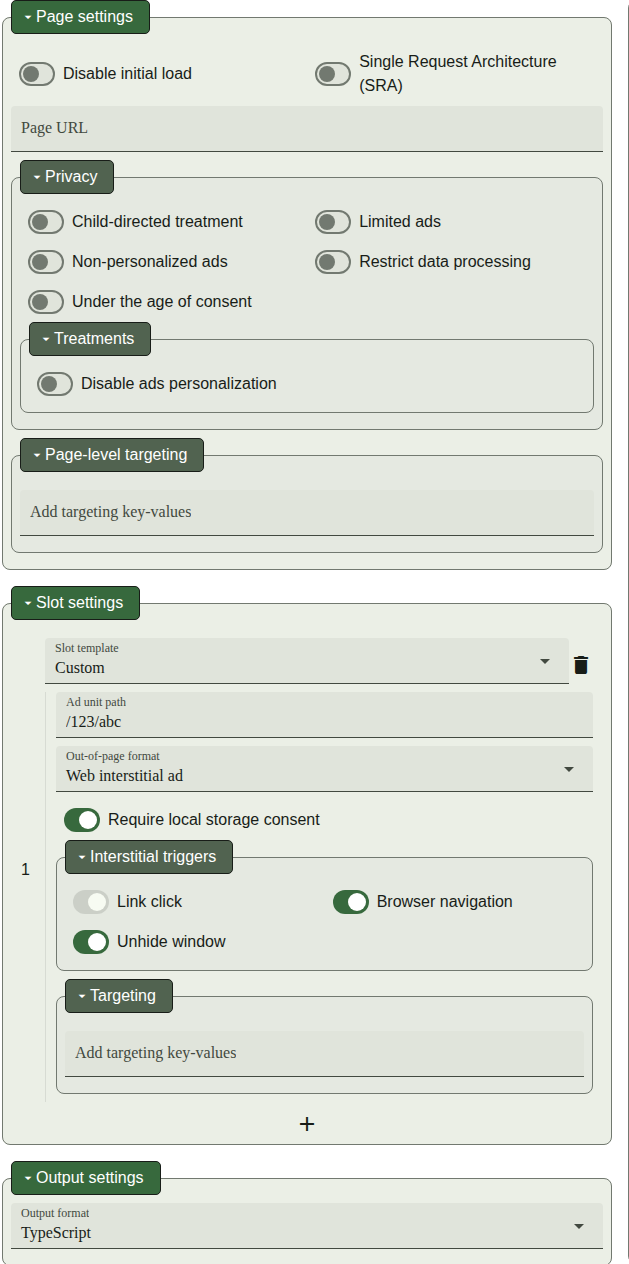 Page settings
Disable initial load
Single Request Architecture
(SRA)
Page URL
Privacy
Child-directed treatment
Limited ads
Non-personalized ads
Restrict data processing
Under the age of consent
Treatments
Disable ads personalization
Page-level targeting
Add targeting key-values
Slot settings
Slot template
Custom
Ad unit path
/123/abc
Out-of-page format
Web interstitial ad
Require local storage consent
1
Interstitial triggers
Link click
Browser navigation
Unhide window
Targeting
Add targeting key-values
+
Output settings
Output format
TypeScript